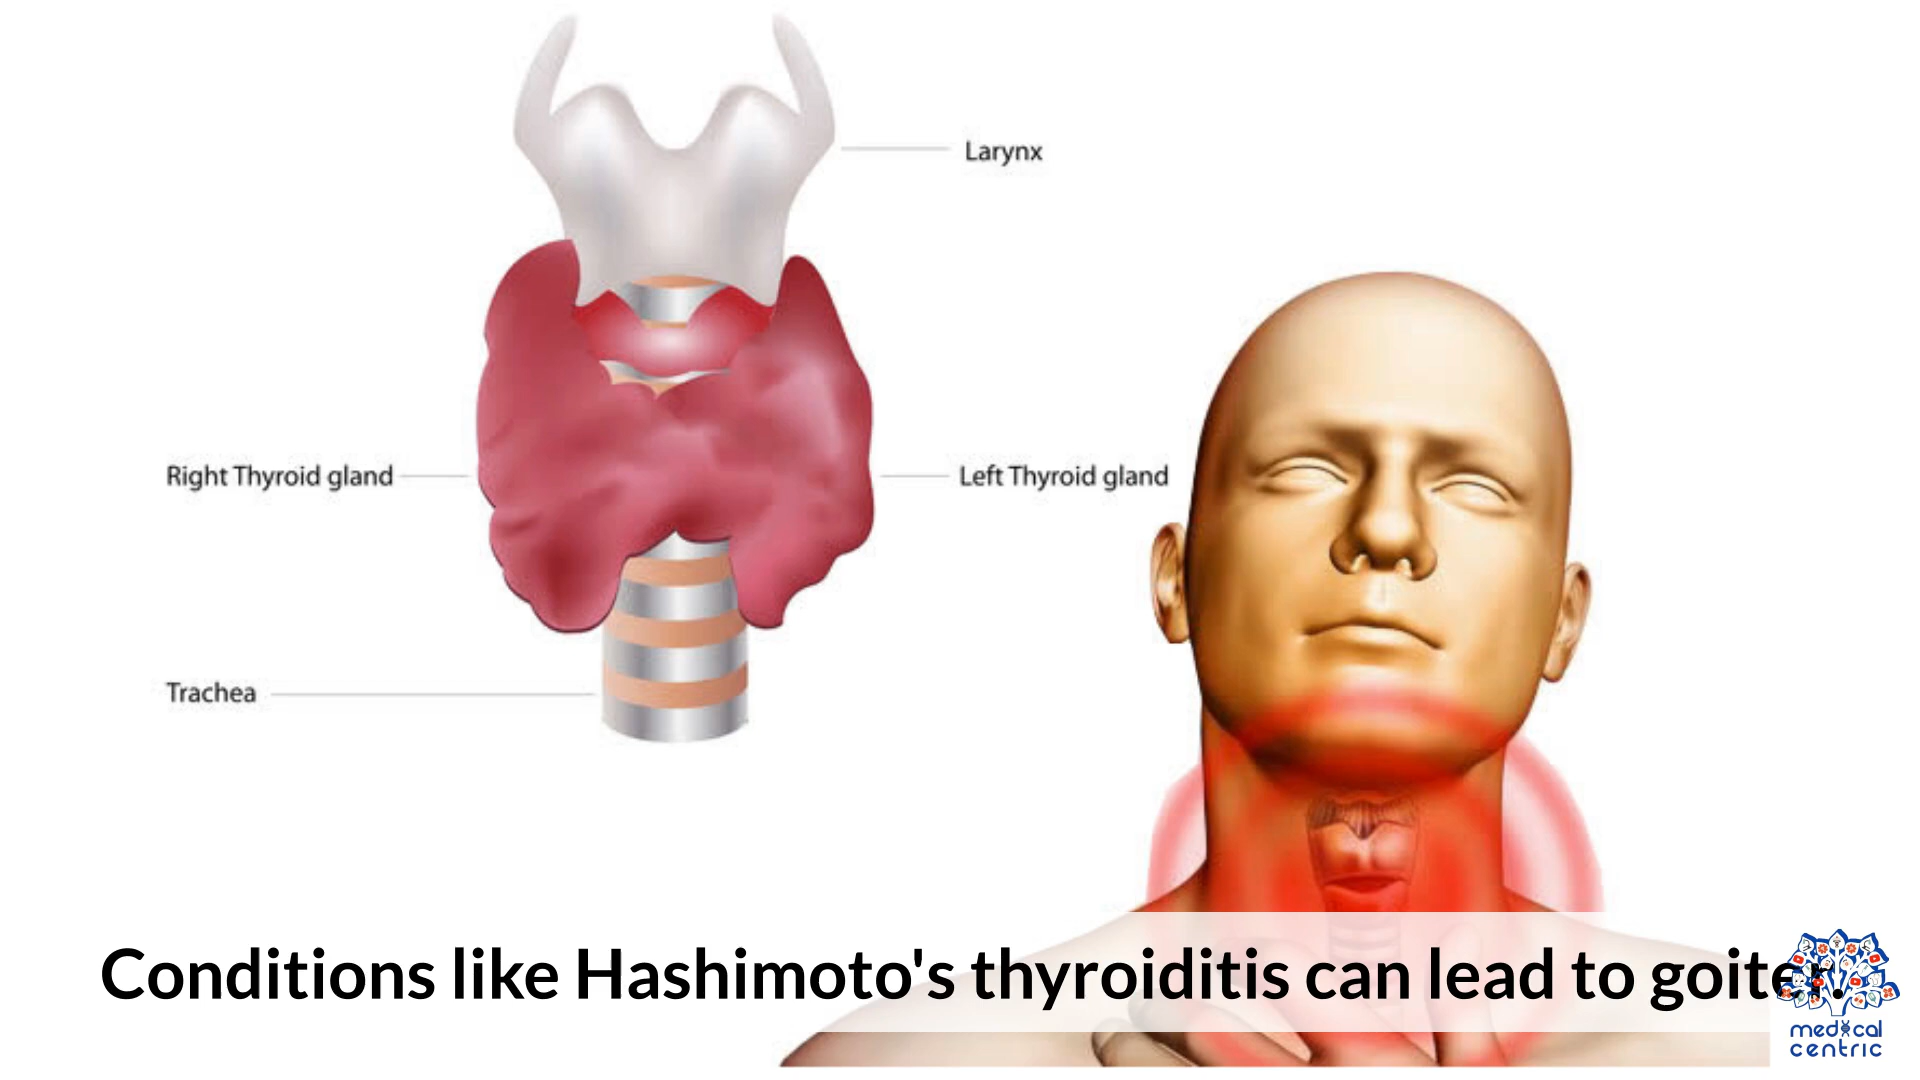 Larynx
Right Thyroid gland
Left Thyroid gland
Trachea
Conditions like Hashimoto's thyroiditis can lead to goiter.
medical
centric